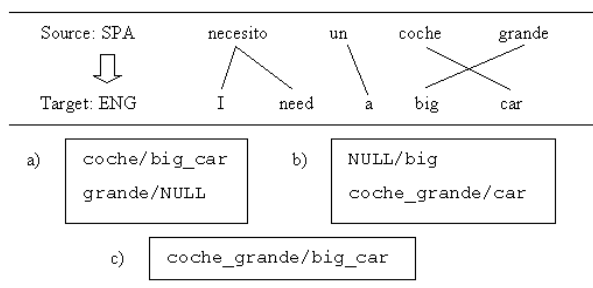 Source: SPA necesito un coche grande
Target: ENG I need a big car
a) coche/big_car
grande/NULL
b) NULL/big
coche_grande/car
c) coche_grande/big_car